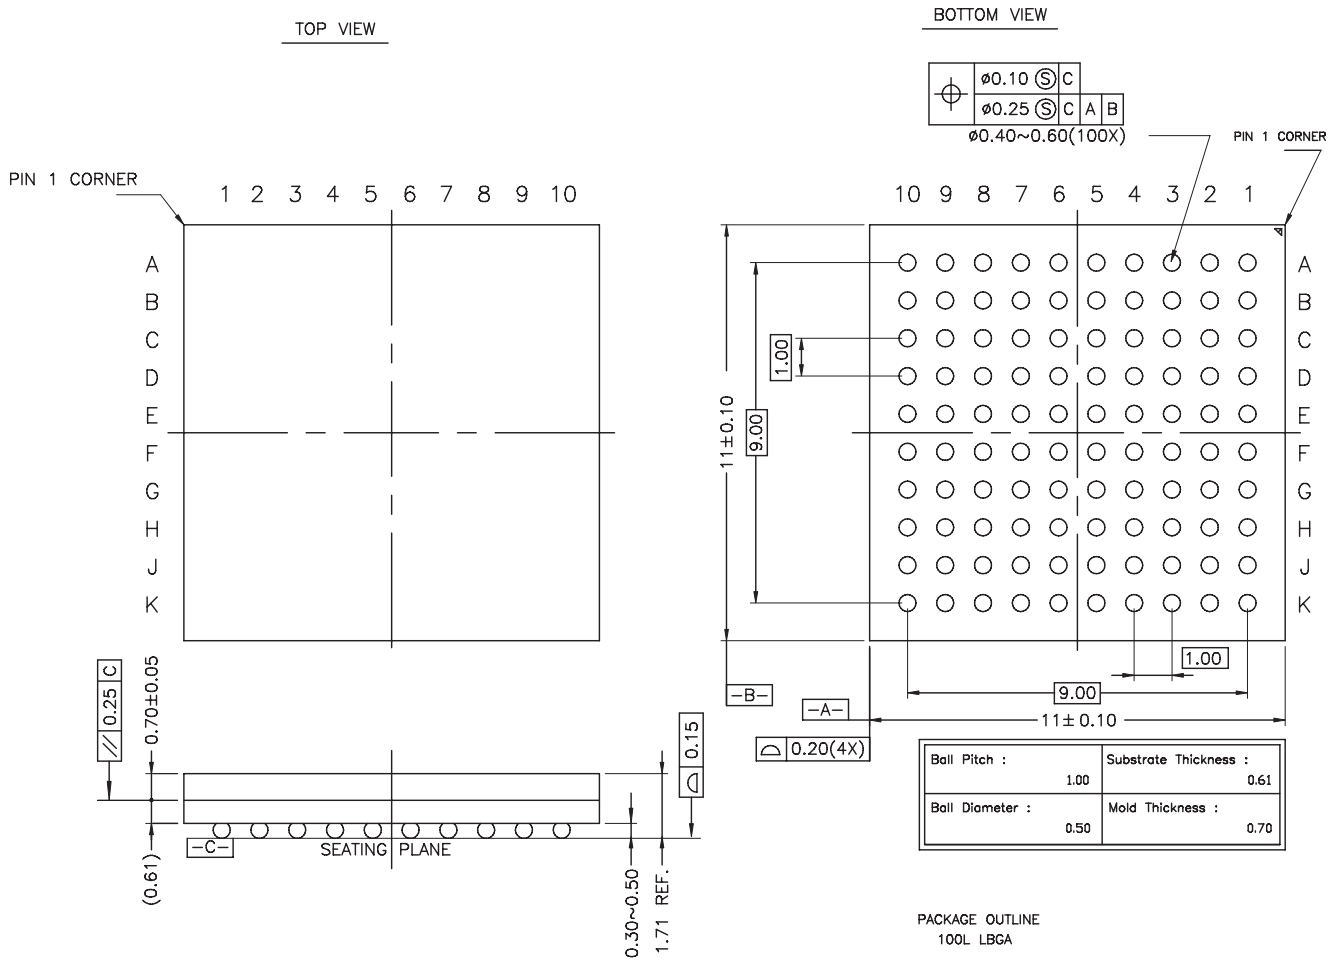 TOP VIEW
BOTTOM VIEW
ø0.10 Ⓢ C
ø0.25 Ⓢ C A B
ø0.40~0.60(100X)
PIN 1 CORNER
PIN 1 CORNER
1 2 3 4 5 6 7 8 9 10
10 9 8 7 6 5 4 3 2 1
A
B
C
D
E
F
G
H
J
K
A
B
C
D
E
F
G
H
J
K
1.00
9.00
11±0.10
1.00
9.00
11±0.10
-B-
-A-
⌓ 0.20(4X)
// 0.25 C
0.70±0.05
(0.61)
-C-
SEATING PLANE
0.30~0.50
1.71 REF.
⌓ 0.15
Ball Pitch : 1.00
Substrate Thickness : 0.61
Ball Diameter : 0.50
Mold Thickness : 0.70
PACKAGE OUTLINE
100L LBGA